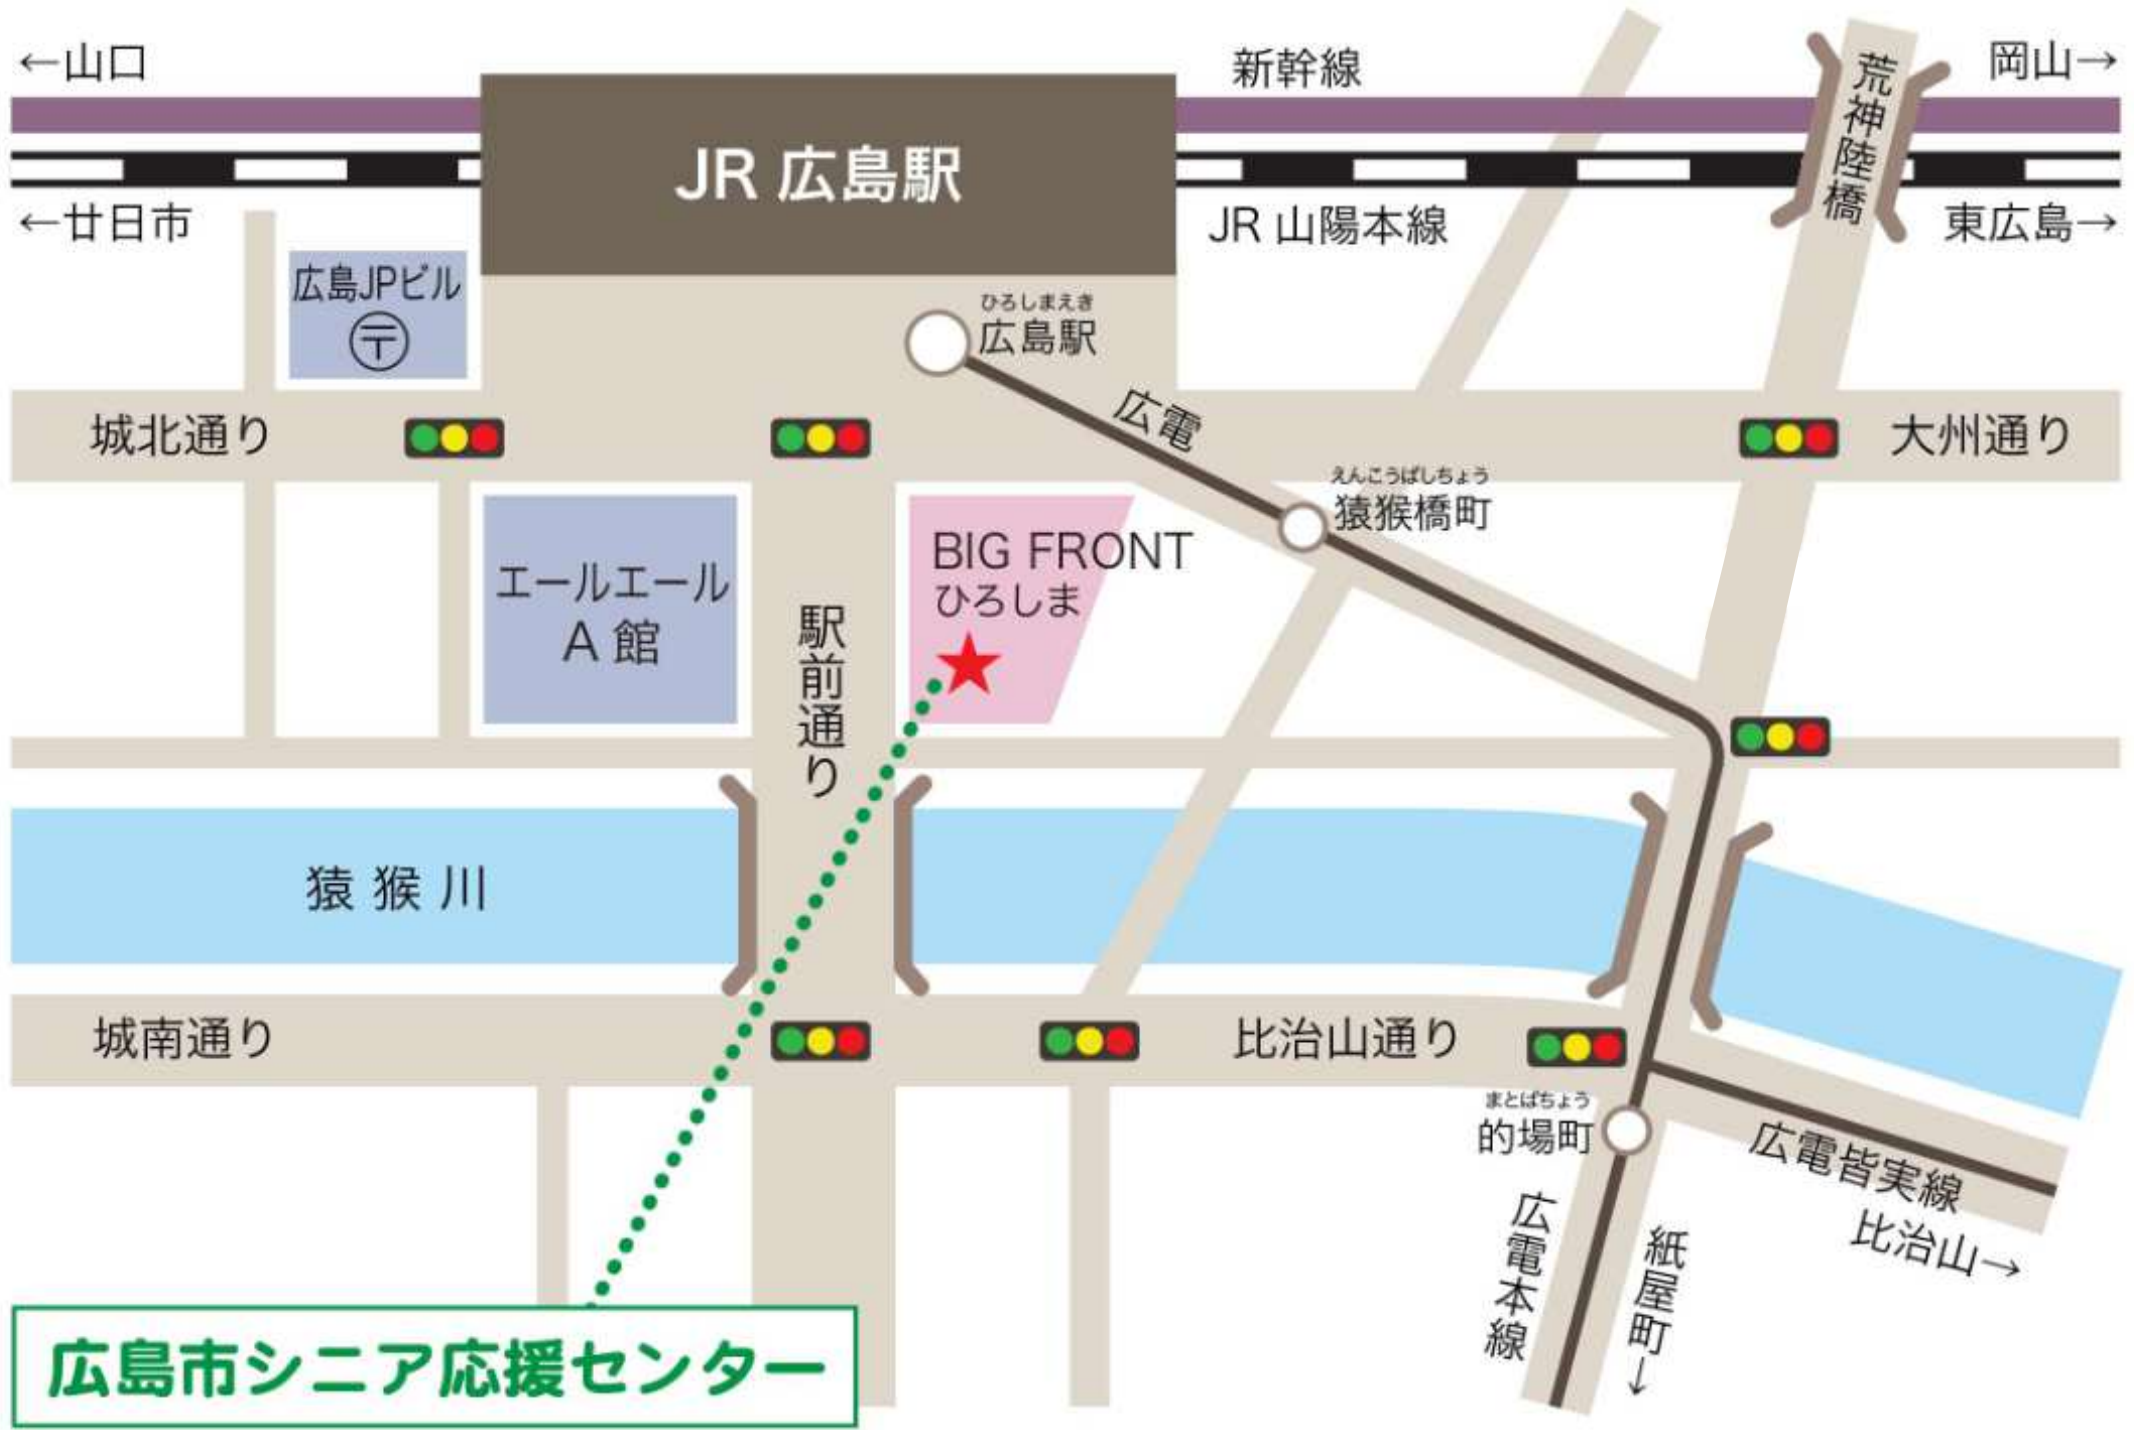 ←山口
新幹線
岡山→
荒神陸橋
JR 広島駅
←廿日市
JR 山陽本線
東広島→
広島JPビル
〒
ひろしまえき
広島駅
広電
城北通り
大州通り
えんこうばしちょう
猿猴橋町
エールエール
A 館
駅前通り
BIG FRONT
ひろしま
猿猴川
城南通り
比治山通り
まとばちょう
的場町
広電皆実線
比治山→
広電本線
紙屋町→
広島市シニア応援センター